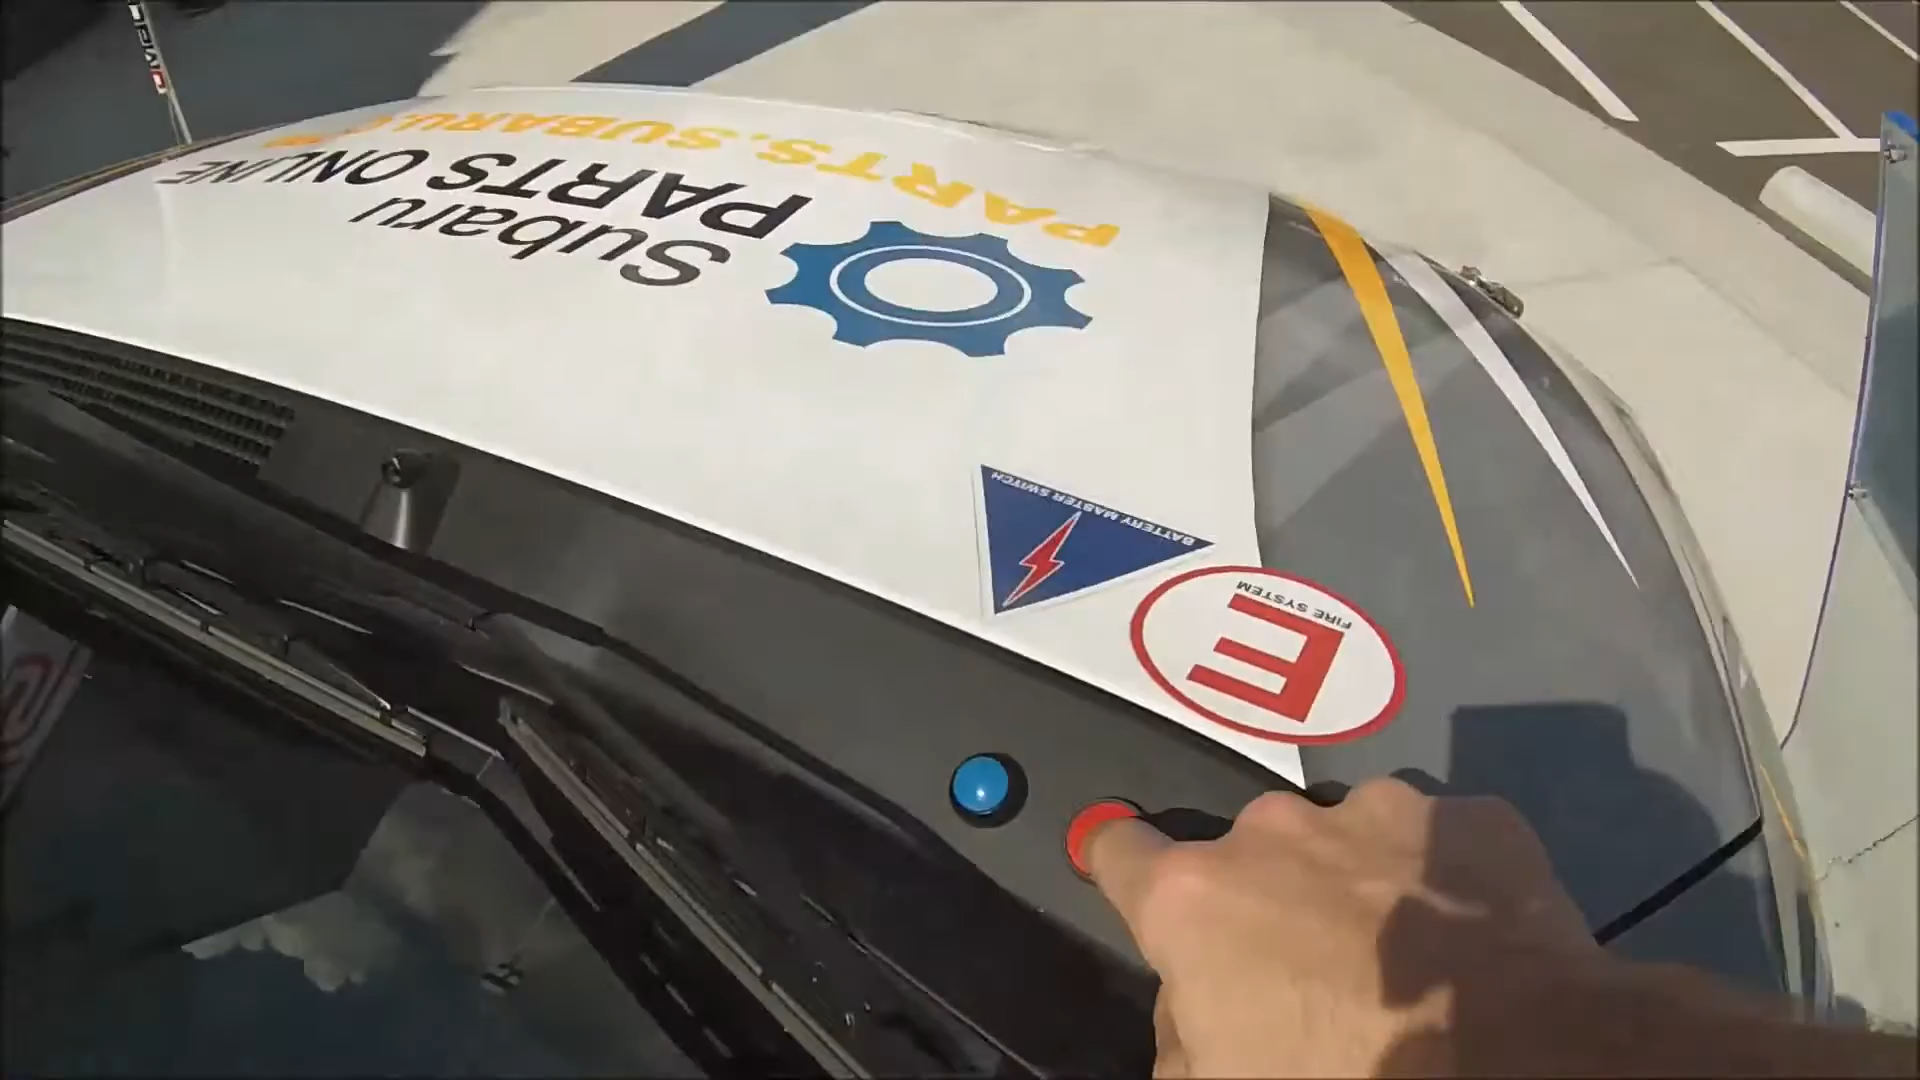 Subaru
PARTS ONLINE
PARTS.SUBARU.C
BATTERY MASTER SWITCH
E
FIRE SYSTEM